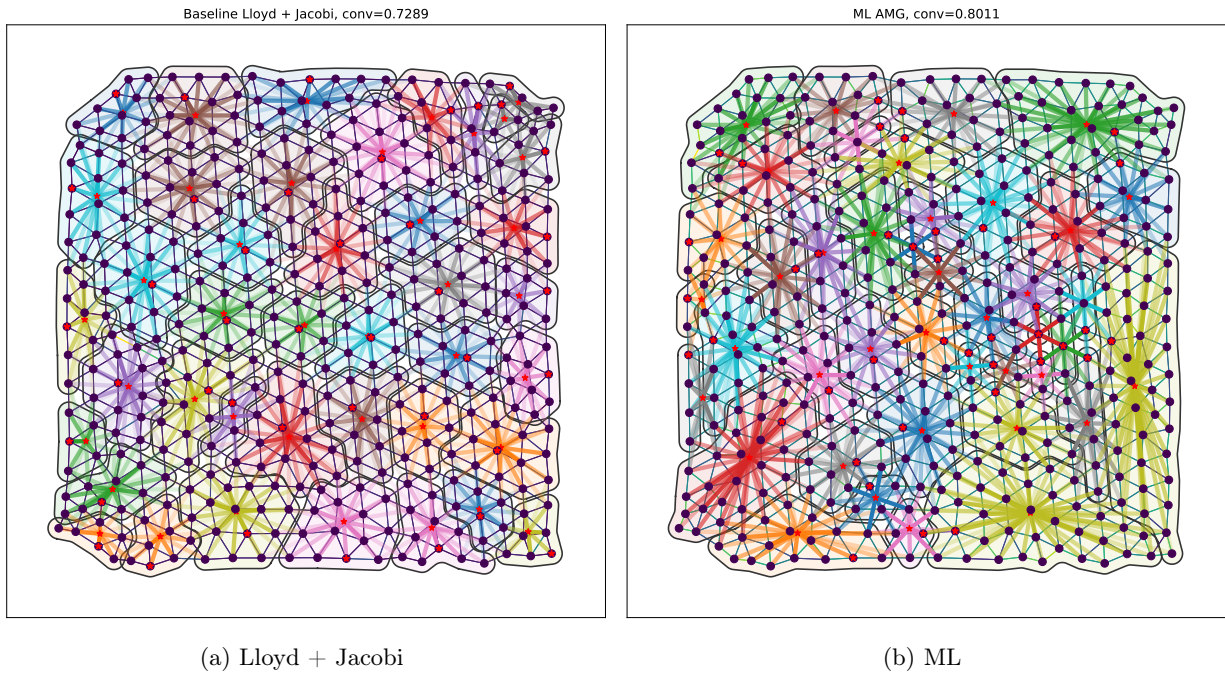 Baseline Lloyd + Jacobi, conv=0.7289
ML AMG, conv=0.8011
(a) Lloyd + Jacobi
(b) ML